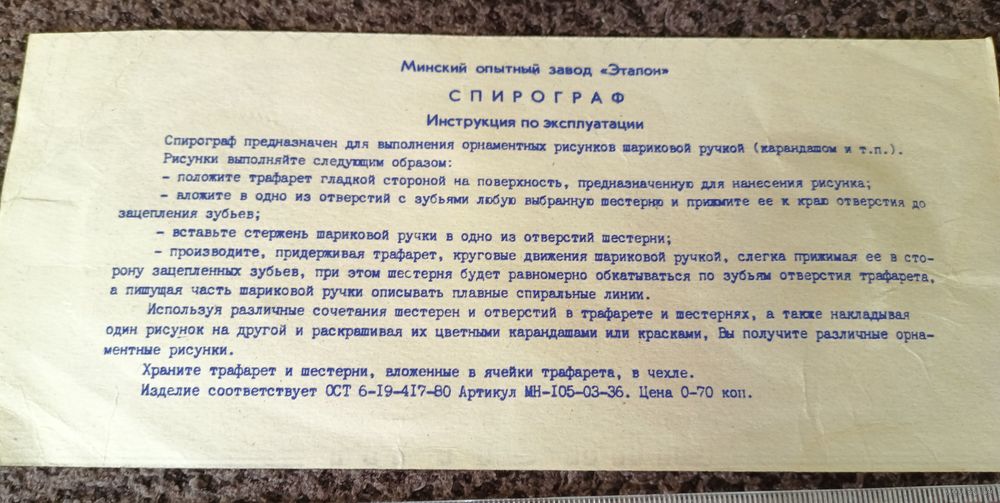 Минский опытный завод «Эталон»
СПИРОГРАФ
Инструкция по эксплуатации
Спирограф предназначен для выполнения орнаментных рисунков шариковой ручкой (карандашом и т.п.).
Рисунки выполняйте следующим образом:
- положите трафарет гладкой стороной на поверхность, предназначенную для нанесения рисунка;
- вложите в одно из отверстий с зубьями любую выбранную шестерню и прижмите ее к краю отверстия до
зацепления зубьев;
- вставьте стержень шариковой ручки в одно из отверстий шестерни;
- производите, придерживая трафарет, круговые движения шариковой ручкой, слегка прижимая ее в сто-
рону зацепленных зубьев, при этом шестерня будет равномерно обкатываться по зубьям отверстия трафарета,
а пишущая часть шариковой ручки описывать плавные спиральные линии.
Используя различные сочетания шестерен и отверстий в трафарете и шестернях, а также накладывая
один рисунок на другой и раскрашивая их цветными карандашами или красками, Вы получите различные орна-
ментные рисунки.
Храните трафарет и шестерни, вложенные в ячейки трафарета, в чехле.
Изделие соответствует ОСТ 6-19-417-80 Артикул МН-105-03-36. Цена 0-70 коп.